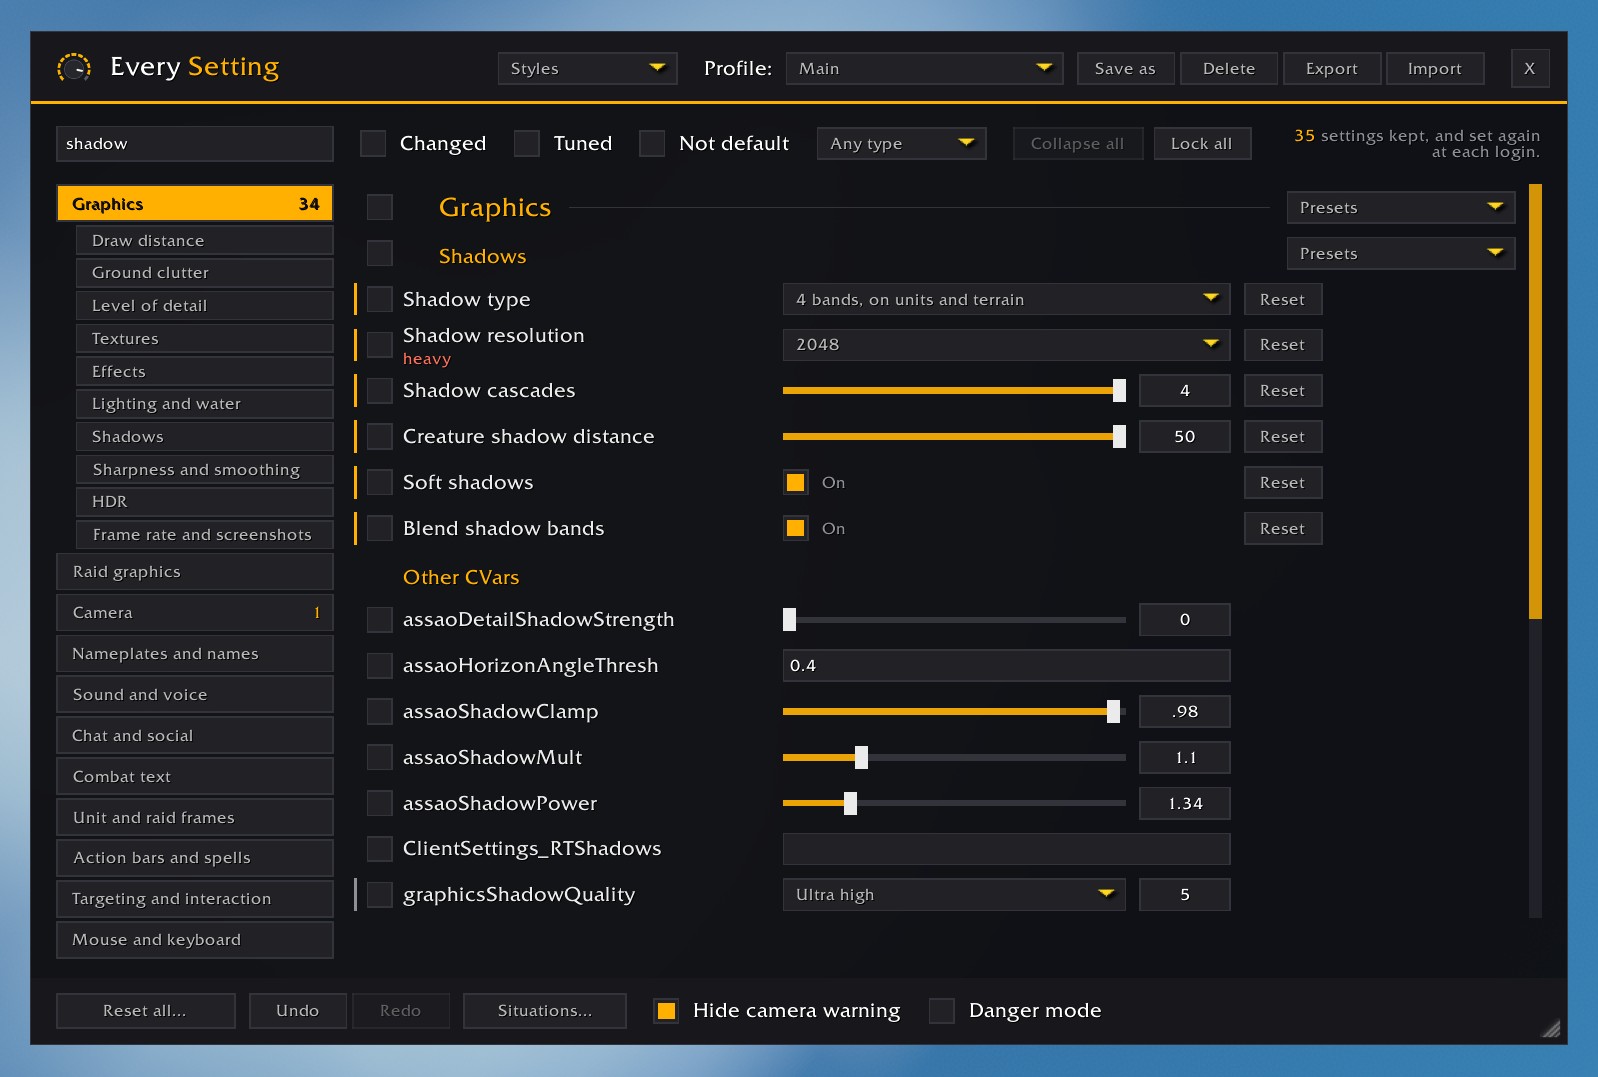 Every Setting
Styles
Profile:
Main
Save as
Delete
Export
Import
X
shadow
Changed
Tuned
Not default
Any type
Collapse all
Lock all
35 settings kept, and set again
at each login.
Graphics 34
Draw distance
Ground clutter
Level of detail
Textures
Effects
Lighting and water
Shadows
Sharpness and smoothing
HDR
Frame rate and screenshots
Raid graphics
Camera 1
Nameplates and names
Sound and voice
Chat and social
Combat text
Unit and raid frames
Action bars and spells
Targeting and interaction
Mouse and keyboard
Graphics
Presets
Shadows
Presets
Shadow type
4 bands, on units and terrain
Reset
Shadow resolution
heavy
2048
Reset
Shadow cascades
4
Reset
Creature shadow distance
50
Reset
Soft shadows
On
Reset
Blend shadow bands
On
Reset
Other CVars
assaoDetailShadowStrength
0
assaoHorizonAngleThresh
0.4
assaoShadowClamp
.98
assaoShadowMult
1.1
assaoShadowPower
1.34
ClientSettings_RTShadows
graphicsShadowQuality
Ultra high
5
Reset all...
Undo
Redo
Situations...
Hide camera warning
Danger mode